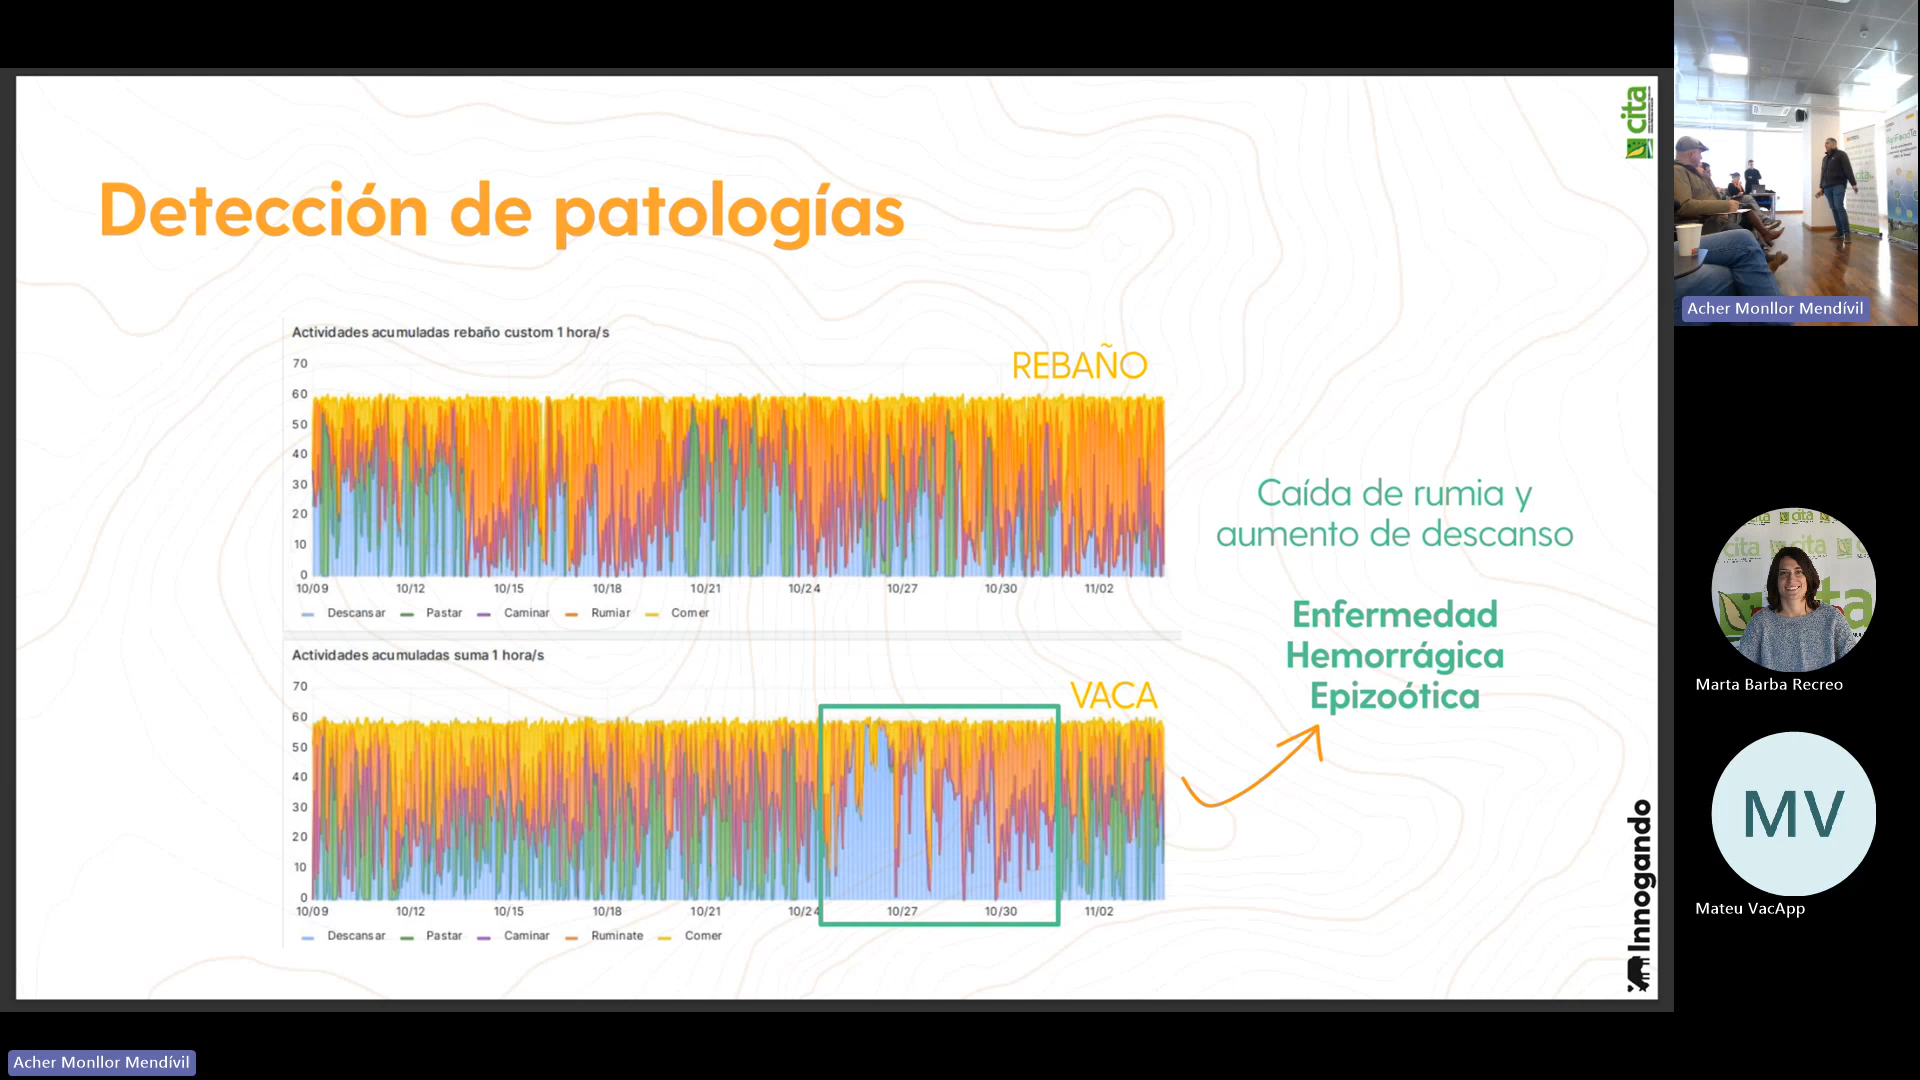 Detección de patologías
cita
Actividades acumuladas rebaño custom 1 hora/s
REBAÑO
70
60
50
40
30
20
10
0
10/09 10/12 10/15 10/18 10/21 10/24 10/27 10/30 11/02
Descansar Pastar Caminar Rumiar Comer
Actividades acumuladas suma 1 hora/s
VACA
70
60
50
40
30
20
10
0
10/09 10/12 10/15 10/18 10/21 10/24 10/27 10/30 11/02
Descansar Pastar Caminar Ruminate Comer
Caída de rumia y
aumento de descanso
Enfermedad
Hemorrágica
Epizoótica
Innogando
Acher Monllor Mendívil
cita
Marta Barba Recreo
MV
Mateu VacApp
Acher Monllor Mendívil